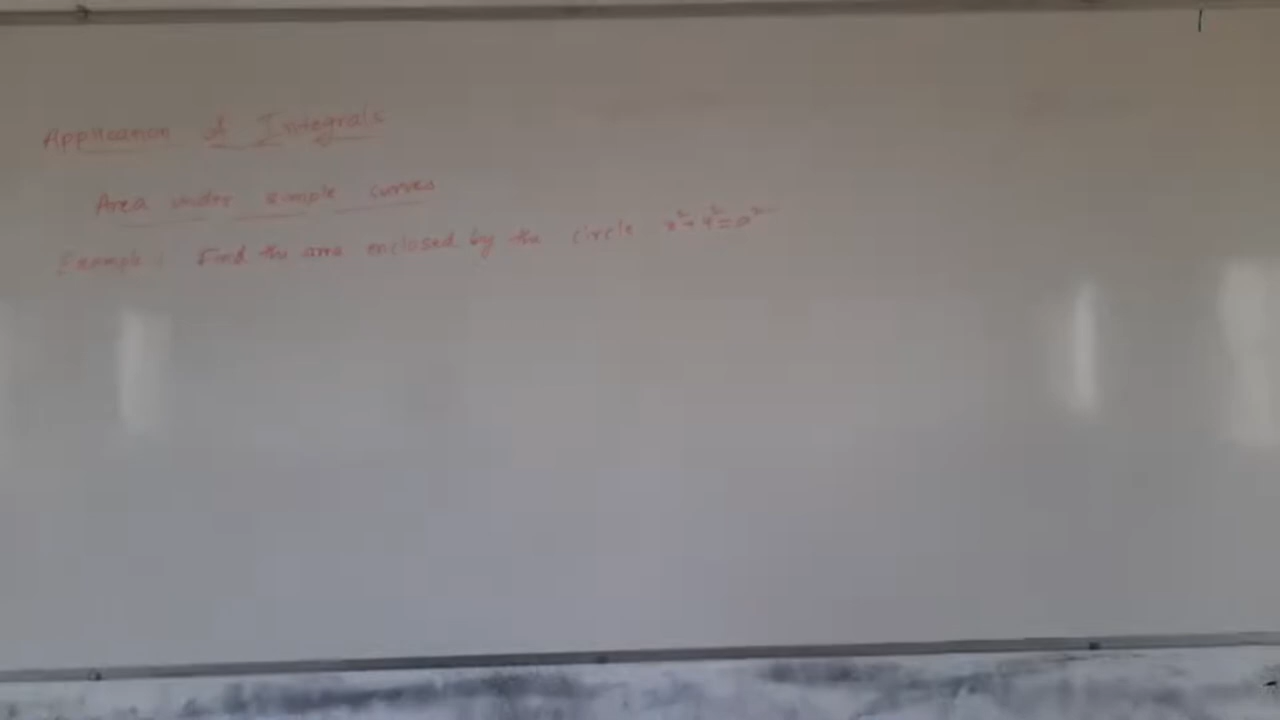 Application of Integrals
Area under simple curves
Example: Find the area enclosed by the circle x²+y²=a²